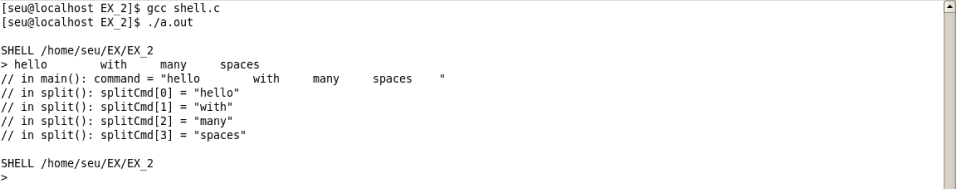 [seu@localhost EX_2]$ gcc shell.c
[seu@localhost EX_2]$ ./a.out

SHELL /home/seu/EX/EX_2
> hello        with     many     spaces
// in main(): command = "hello        with     many     spaces    "
// in split(): splitCmd[0] = "hello"
// in split(): splitCmd[1] = "with"
// in split(): splitCmd[2] = "many"
// in split(): splitCmd[3] = "spaces"

SHELL /home/seu/EX/EX_2
>